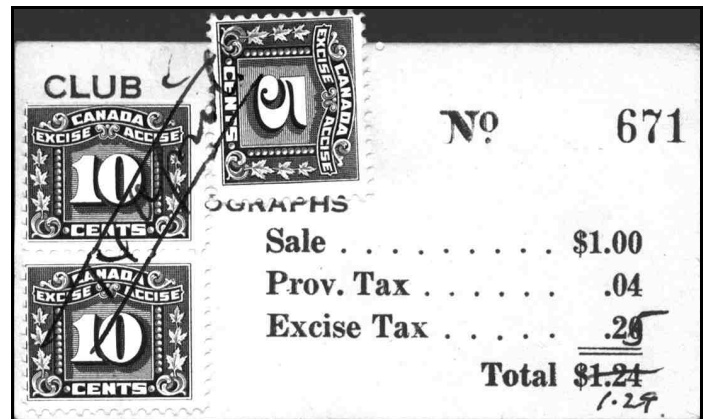 CLUB
CANADA
EXCISE ACCISE
10
CENTS
CANADA
EXCISE ACCISE
5
CENTS
Nº 671
OGRAPHS
Sale . . . . . . . . . . $1.00
Prov. Tax . . . . . . .04
Excise Tax . . . . . .25
Total $1.24
1.29
CANADA
EXCISE ACCISE
10
CENTS